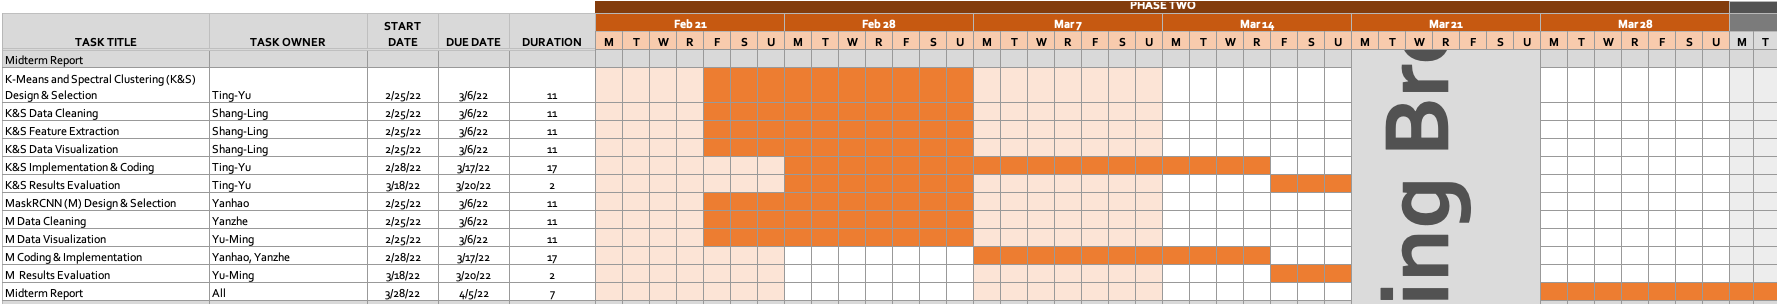 PHASE TWO
Feb 21 Feb 28 Mar 7 Mar 14 Mar 21 Mar 28
TASK TITLE TASK OWNER START DATE DUE DATE DURATION M T W R F S U M T W R F S U M T W R F S U M T W R F S U M T W R F S U M T W R F S U M T
Midterm Report
K-Means and Spectral Clustering (K&S)
Design & Selection Ting-Yu 2/25/22 3/6/22 11
K&S Data Cleaning Shang-Ling 2/25/22 3/6/22 11
K&S Feature Extraction Shang-Ling 2/25/22 3/6/22 11
K&S Data Visualization Shang-Ling 2/25/22 3/6/22 11
K&S Implementation & Coding Ting-Yu 2/28/22 3/17/22 17
K&S Results Evaluation Ting-Yu 3/18/22 3/20/22 2
MaskRCNN (M) Design & Selection Yanhao 2/25/22 3/6/22 11
M Data Cleaning Yanzhe 2/25/22 3/6/22 11
M Data Visualization Yu-Ming 2/25/22 3/6/22 11
M Coding & Implementation Yanhao, Yanzhe 2/28/22 3/17/22 17
M Results Evaluation Yu-Ming 3/18/22 3/20/22 2
Midterm Report All 3/28/22 4/5/22 7
ing Bre